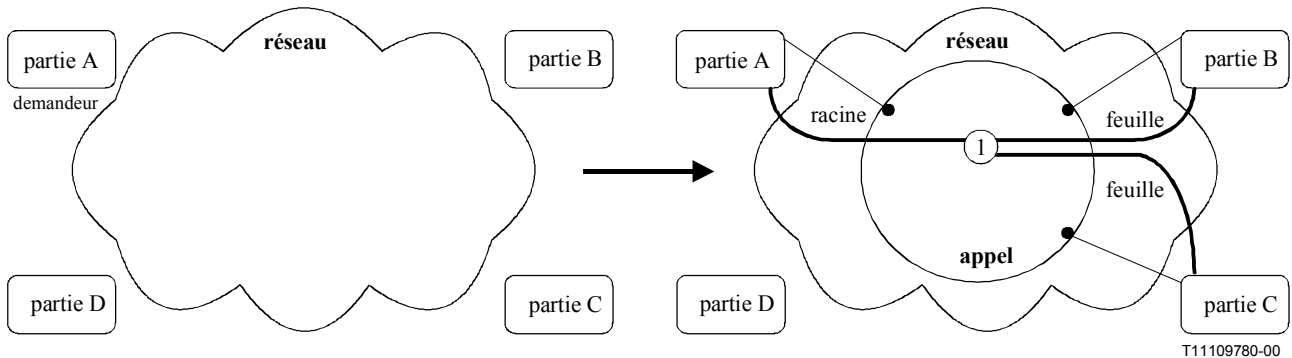 réseau
partie A
partie B
demandeur
partie D
partie C
réseau
partie A
partie B
racine
feuille
1
feuille
appel
partie D
partie C
T11109780-00